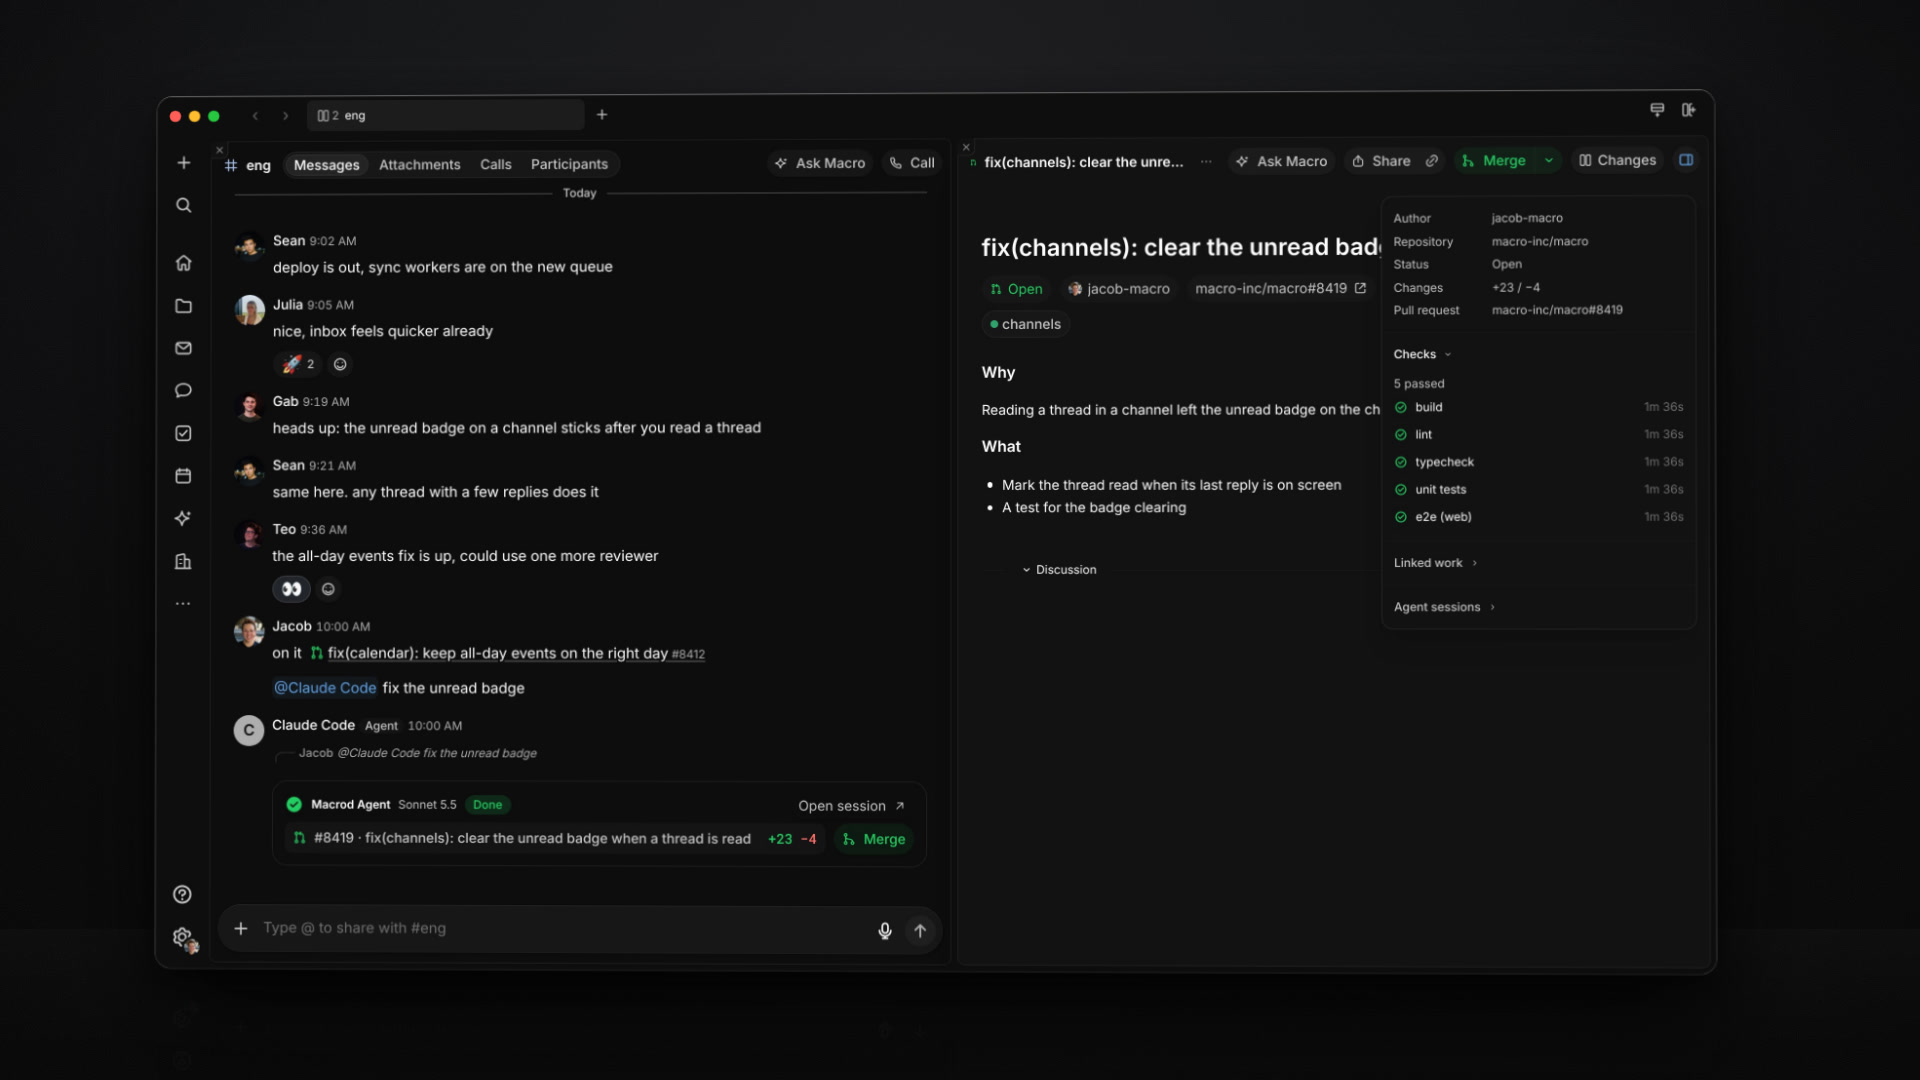 2 eng
eng Messages Attachments Calls Participants Ask Macro Call
Today
Sean 9:02 AM
deploy is out, sync workers are on the new queue
Julia 9:05 AM
nice, inbox feels quicker already
2
Gab 9:19 AM
heads up: the unread badge on a channel sticks after you read a thread
Sean 9:21 AM
same here. any thread with a few replies does it
Teo 9:36 AM
the all-day events fix is up, could use one more reviewer
Jacob 10:00 AM
on it fix(calendar): keep all-day events on the right day #8412
@Claude Code fix the unread badge
C
Claude Code Agent 10:00 AM
Jacob @Claude Code fix the unread badge
Macrod Agent Sonnet 5.5 Done Open session
#8419 · fix(channels): clear the unread badge when a thread is read +23 −4 Merge
Type @ to share with #eng
fix(channels): clear the unre... Ask Macro Share Merge Changes
fix(channels): clear the unread badg
Open jacob-macro macro-inc/macro#8419
channels
Why
Reading a thread in a channel left the unread badge on the ch
What
• Mark the thread read when its last reply is on screen
• A test for the badge clearing
Discussion
Author jacob-macro
Repository macro-inc/macro
Status Open
Changes +23 / −4
Pull request macro-inc/macro#8419
Checks
5 passed
build 1m 36s
lint 1m 36s
typecheck 1m 36s
unit tests 1m 36s
e2e (web) 1m 36s
Linked work
Agent sessions